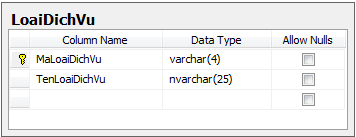 LoaiDichVu
Column Name Data Type Allow Nulls
MaLoaiDichVu varchar(4)
TenLoaiDichVu nvarchar(25)